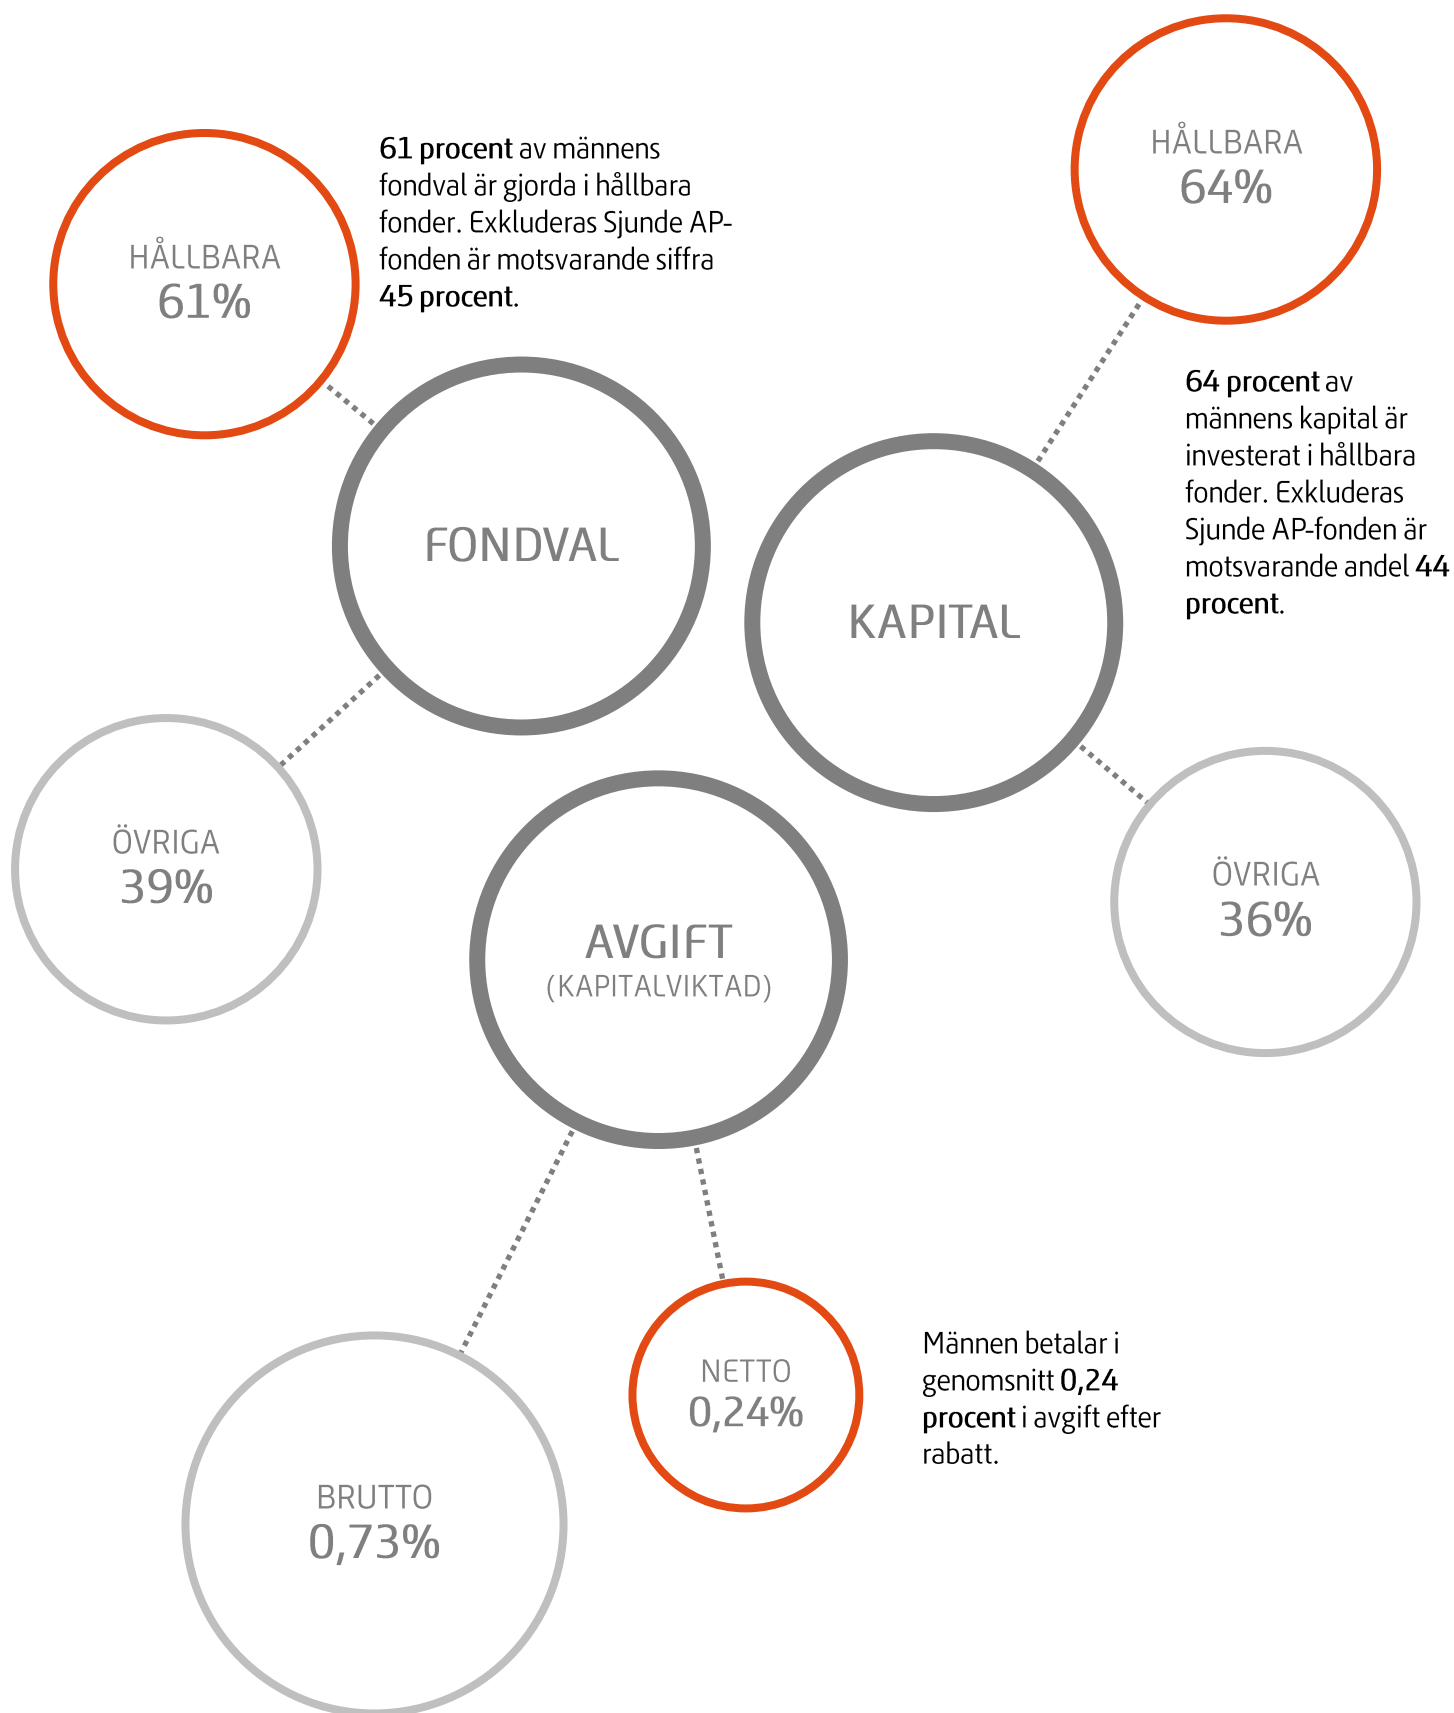 HÅLLBARA
61%
61 procent av männens
fondval är gjorda i hållbara
fonder. Exkluderas Sjunde AP-
fonden är motsvarande siffra
45 procent.
HÅLLBARA
64%
64 procent av
männens kapital är
investerat i hållbara
fonder. Exkluderas
Sjunde AP-fonden är
motsvarande andel 44
procent.
FONDVAL
KAPITAL
ÖVRIGA
39%
ÖVRIGA
36%
AVGIFT
(KAPITALVIKTAD)
NETTO
0,24%
Männen betalar i
genomsnitt 0,24
procent i avgift efter
rabatt.
BRUTTO
0,73%